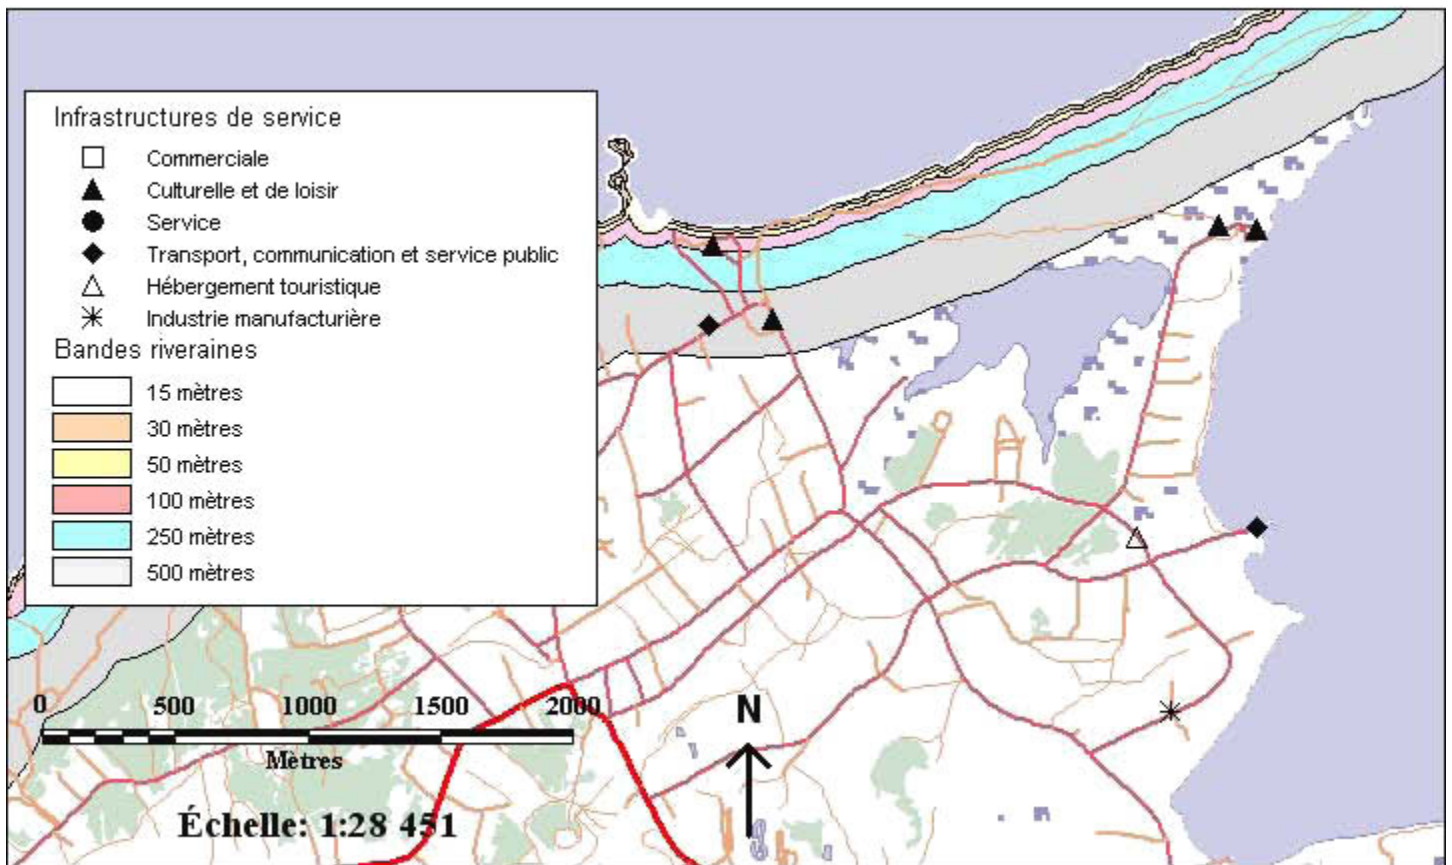 Infrastructures de service
Commerciale
Culturelle et de loisir
Service
Transport, communication et service public
Hébergement touristique
Industrie manufacturière
Bandes riveraines
15 mètres
30 mètres
50 mètres
100 mètres
250 mètres
500 mètres
0 500 1000 1500 2000
Mètres
Échelle: 1:28 451
N